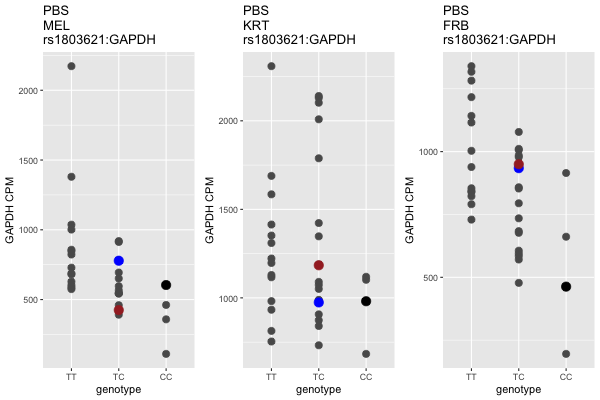 PBS
MEL
rs1803621:GAPDH
GAPDH CPM
2000
1500
1000
500
TT TC CC
genotype
PBS
KRT
rs1803621:GAPDH
GAPDH CPM
2000
1500
1000
TT TC CC
genotype
PBS
FRB
rs1803621:GAPDH
GAPDH CPM
1000
500
TT TC CC
genotype